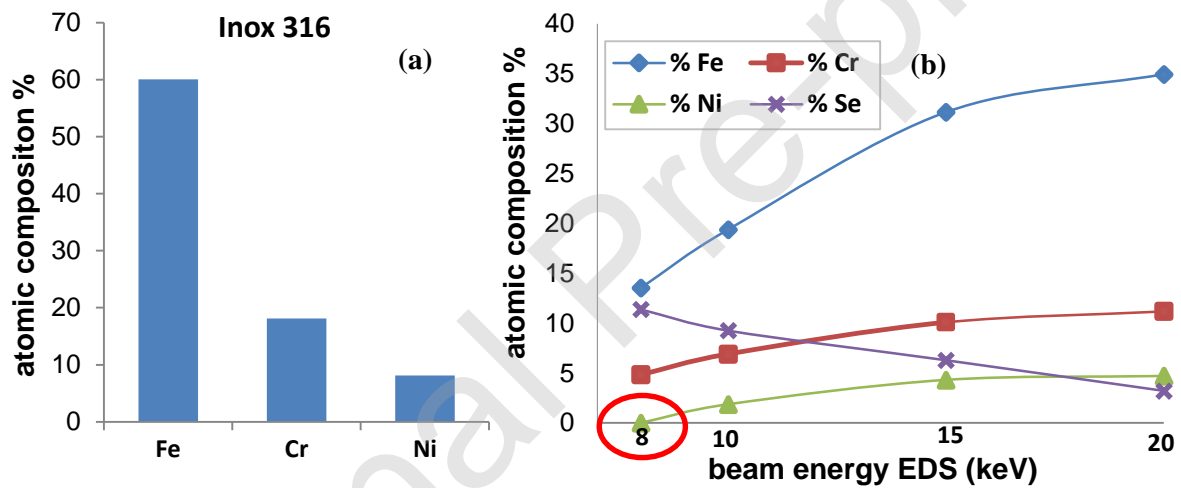 Inox 316
(a)
atomic compositon %
70
60
50
40
30
20
10
0
Fe Cr Ni
(b)
% Fe % Cr
% Ni % Se
atomic composition %
40
35
30
25
20
15
10
5
0
8 10 15 20
beam energy EDS (keV)
nal Pre-p